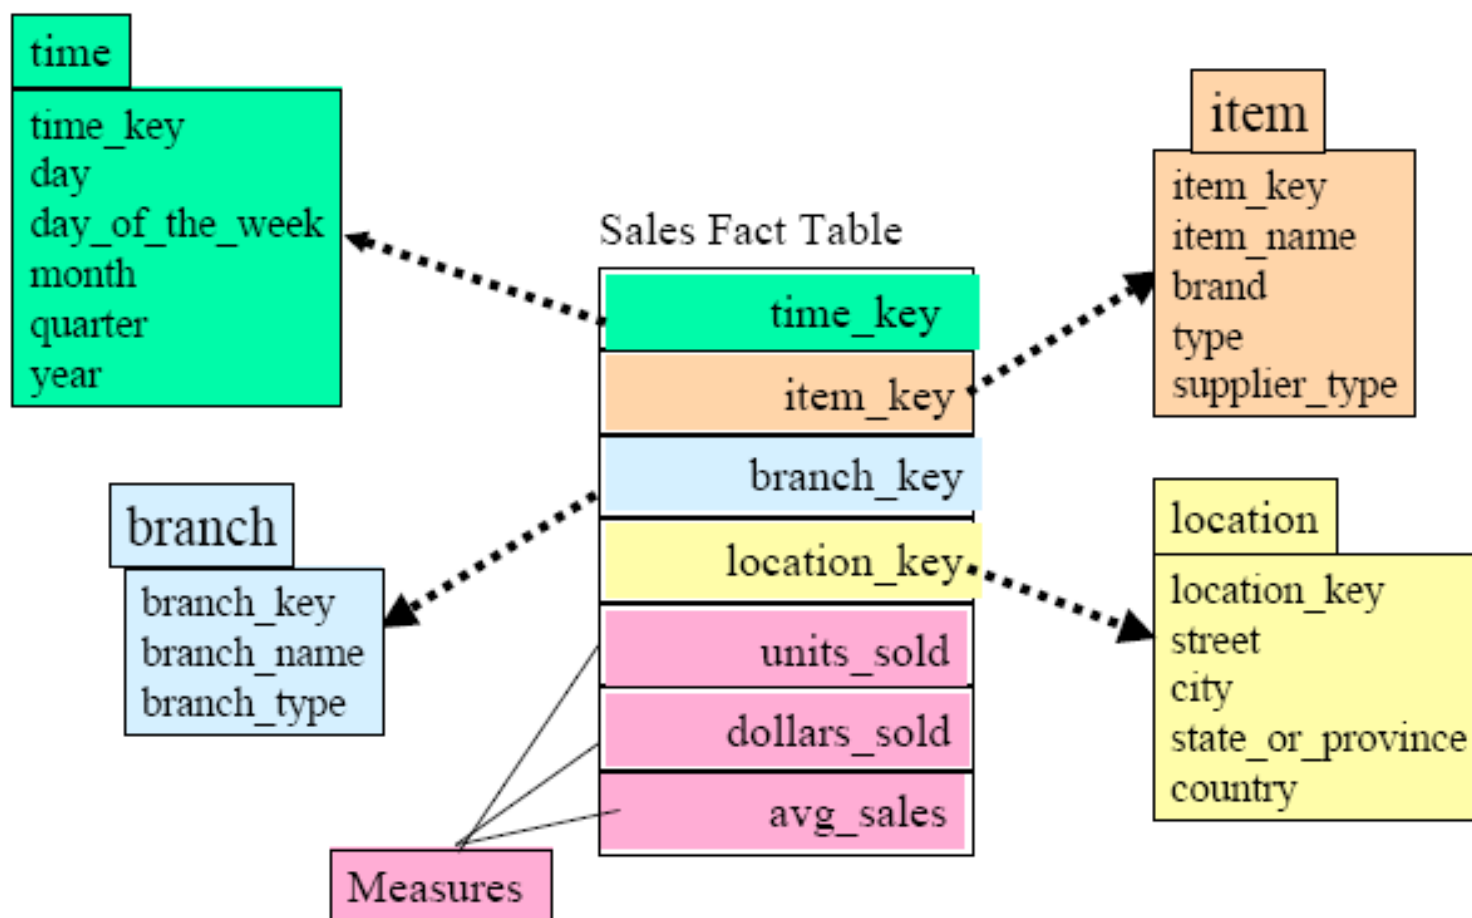 time
time_key
day
day_of_the_week
month
quarter
year
branch
branch_key
branch_name
branch_type
Sales Fact Table
time_key
item_key
branch_key
location_key
units_sold
dollars_sold
avg_sales
Measures
item
item_key
item_name
brand
type
supplier_type
location
location_key
street
city
state_or_province
country